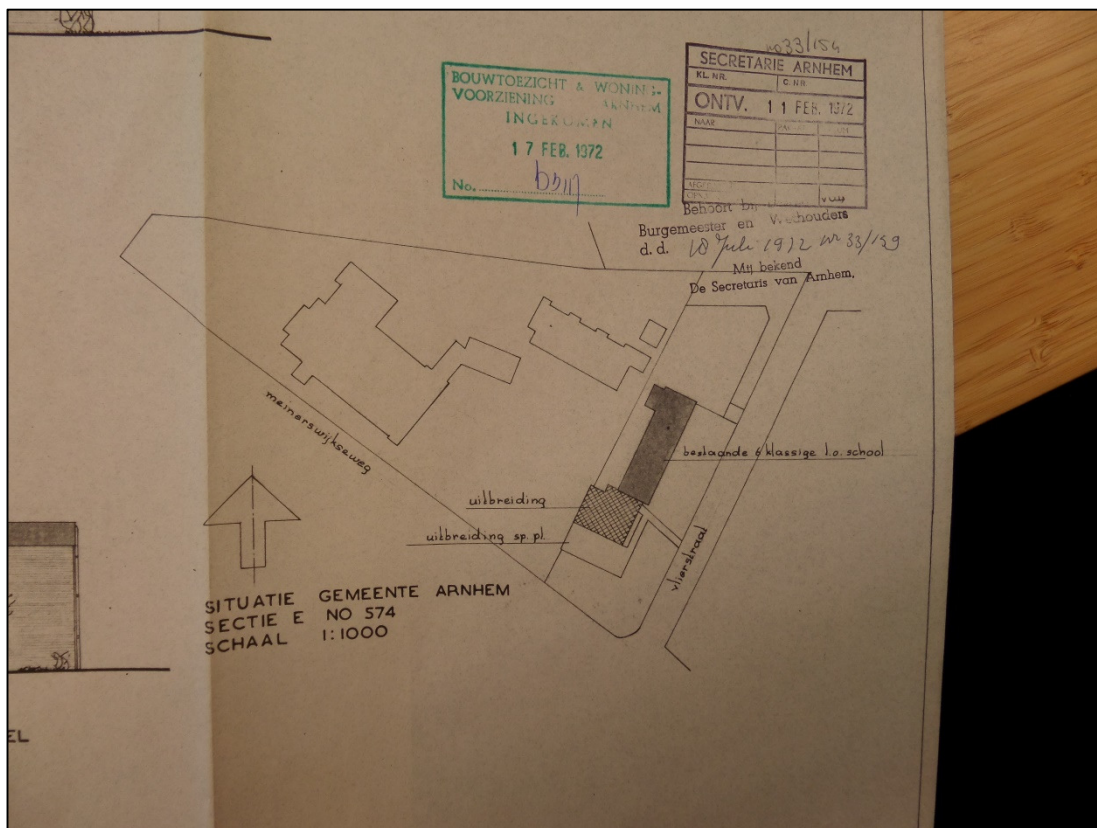 BOUWTOEZICHT & WONING-
VOORZIENING ARNHEM
INGEKOMEN
17 FEB. 1972
No.
no 33/154
SECRETARIE ARNHEM
KL. NR. C. NR.
ONTV. 11 FEB. 1972
NAAR
Behoort bij
Burgemeester en Wethouders
d.d. 18 Juli 1972 nr 33/159
Mij bekend
De Secretaris van Arnhem,
meinerswijkseweg
bestaande 6 klassige l.o. school
uitbreiding
uitbreiding sp. pl.
vlierstraat
SITUATIE GEMEENTE ARNHEM
SECTIE E NO 574
SCHAAL 1:1000
EL